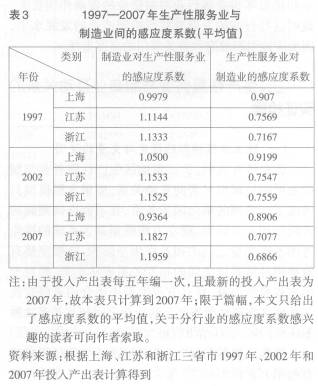 表3 1997—2007年生产性服务业与
制造业间的感应度系数(平均值)
类别 制造业对生产性服务业 生产性服务业对
年份 的感应度系数 制造业的感应度系数
上海 0.9979 0.907
1997 江苏 1.1144 0.7569
浙江 1.1333 0.7167
上海 1.0500 0.9199
2002 江苏 1.1533 0.7547
浙江 1.1525 0.7559
上海 0.9364 0.8906
2007 江苏 1.1827 0.7077
浙江 1.1959 0.6866
注:由于投入产出表每五年编一次,且最新的投入产出表为
2007年,故本表只计算到2007年;限于篇幅,本文只给出
了感应度系数的平均值,关于分行业的感应度系数感兴
趣的读者可向作者索取。
资料来源:根据上海、江苏和浙江三省市1997年、2002年和
2007年投入产出表计算得到